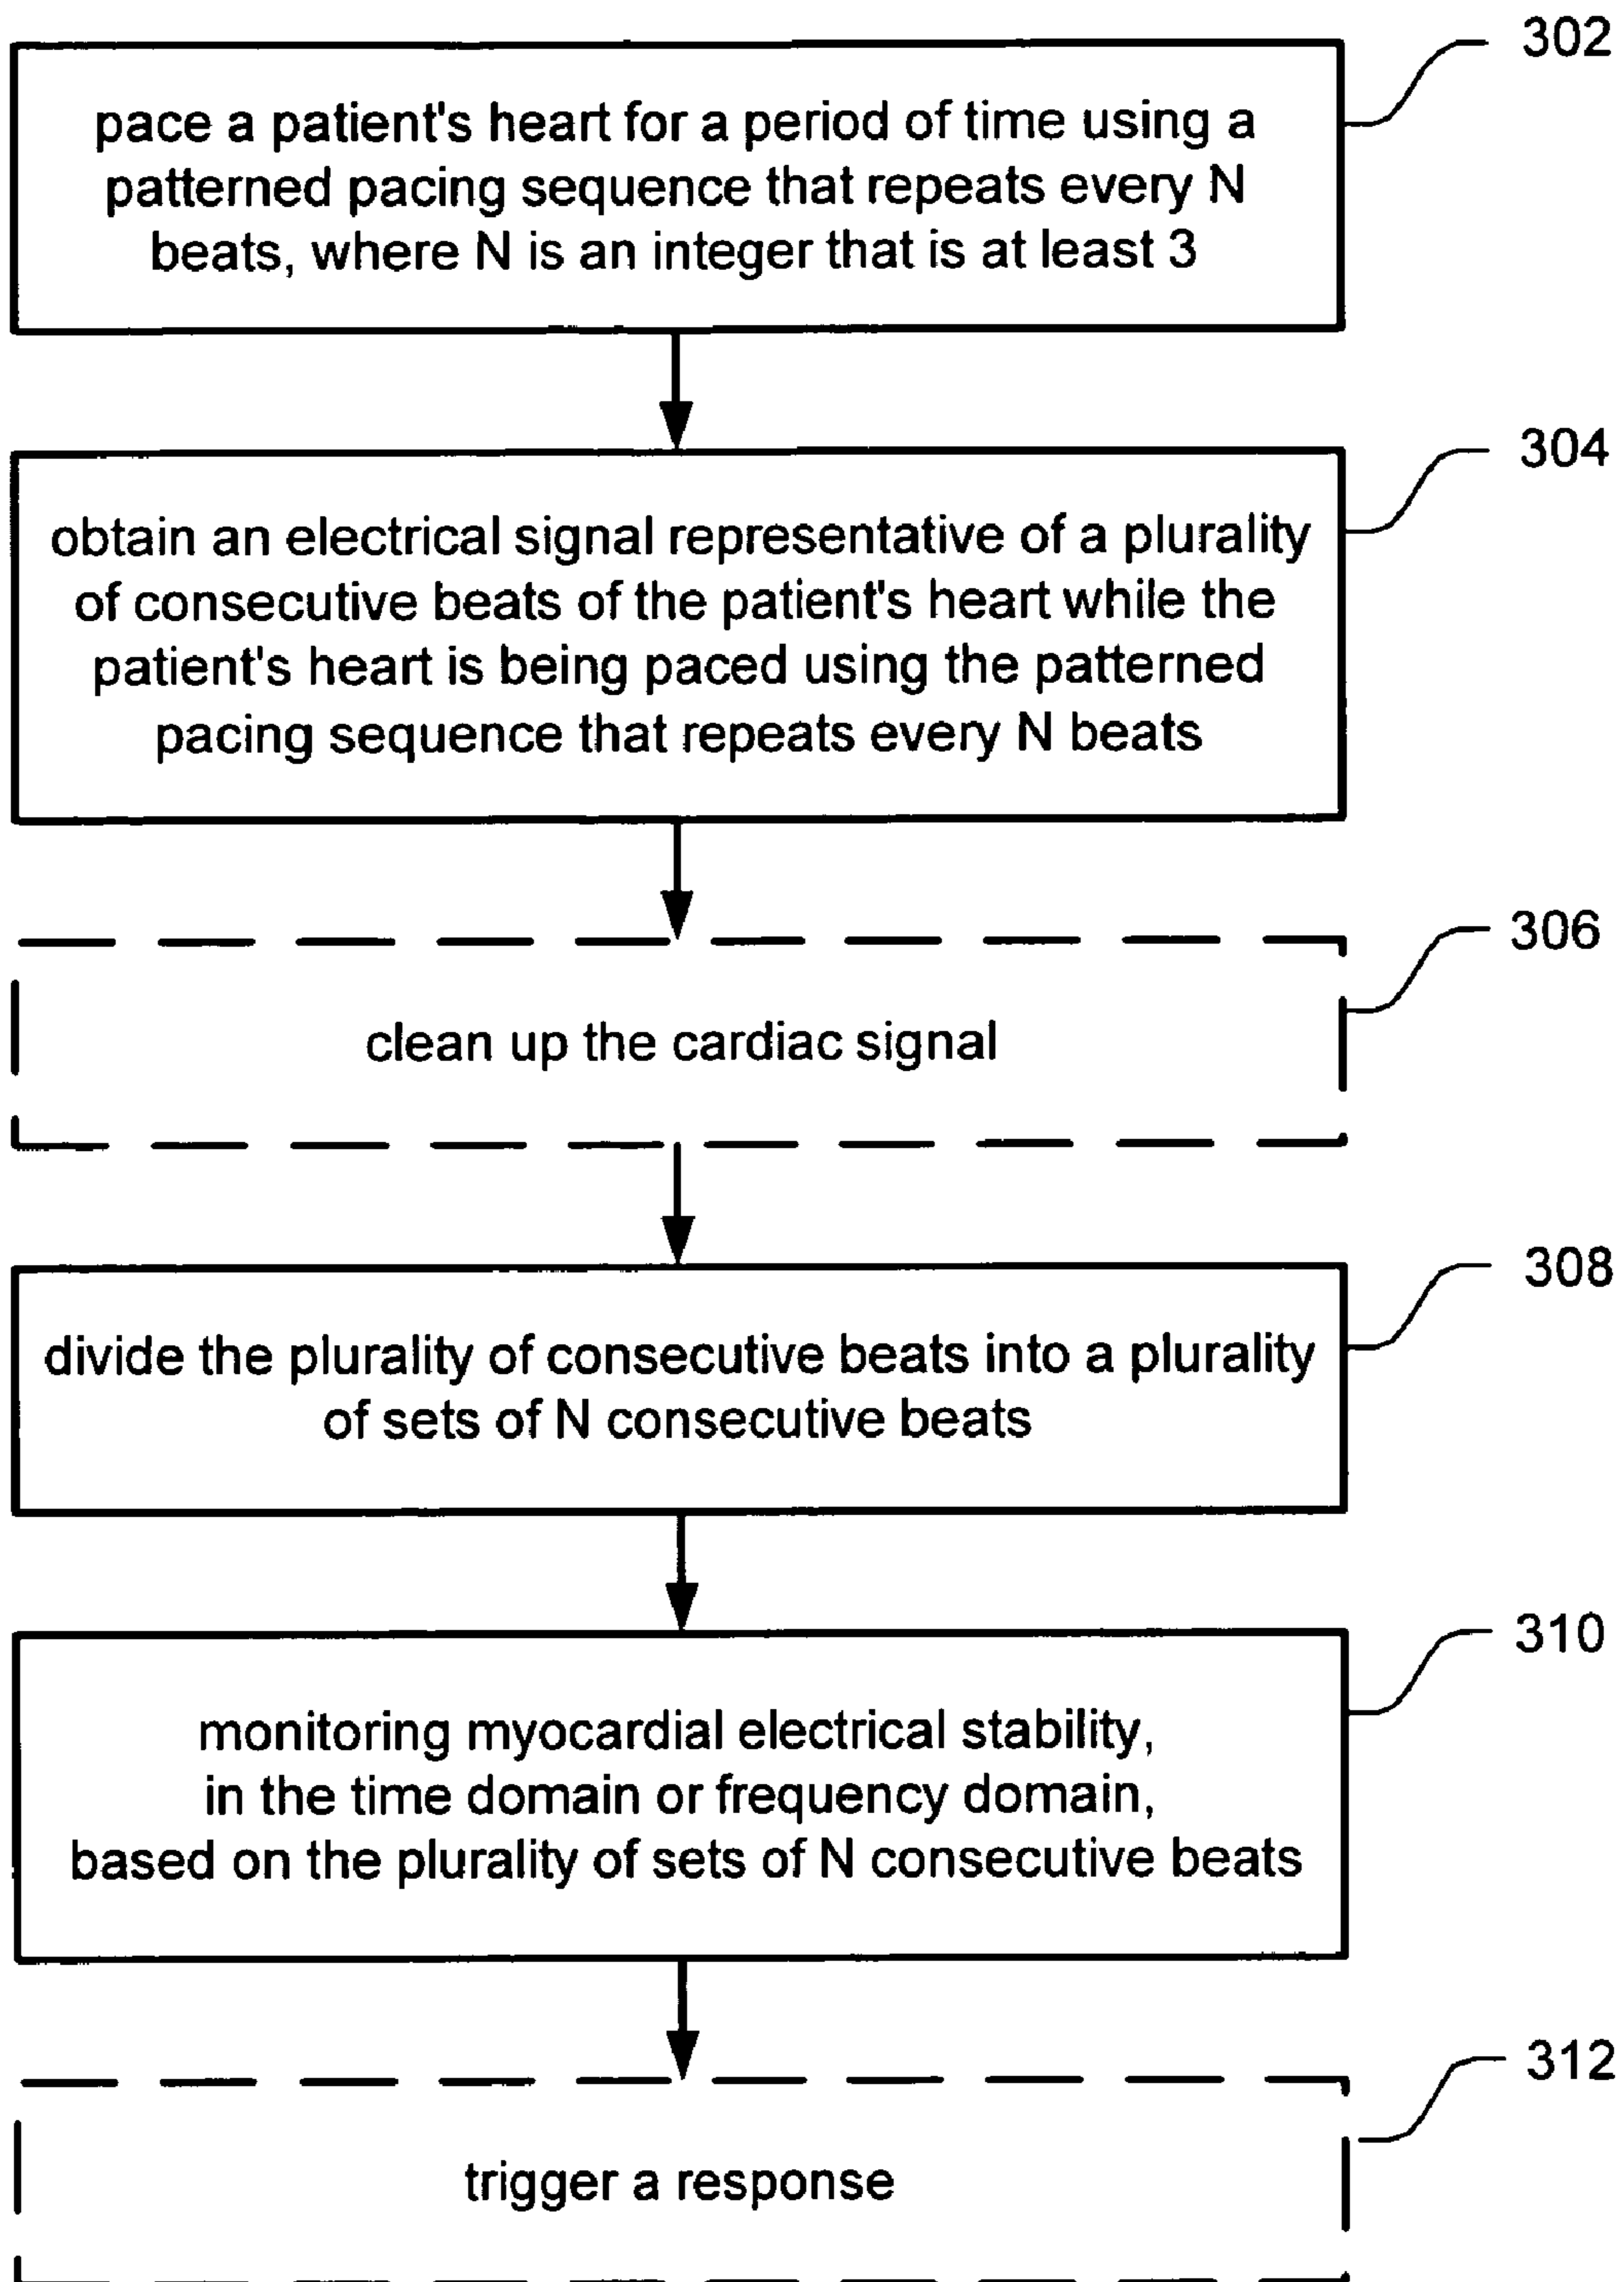 302
pace a patient's heart for a period of time using a
patterned pacing sequence that repeats every N
beats, where N is an integer that is at least 3
304
obtain an electrical signal representative of a plurality
of consecutive beats of the patient's heart while the
patient's heart is being paced using the patterned
pacing sequence that repeats every N beats
306
clean up the cardiac signal
308
divide the plurality of consecutive beats into a plurality
of sets of N consecutive beats
310
monitoring myocardial electrical stability,
in the time domain or frequency domain,
based on the plurality of sets of N consecutive beats
312
trigger a response